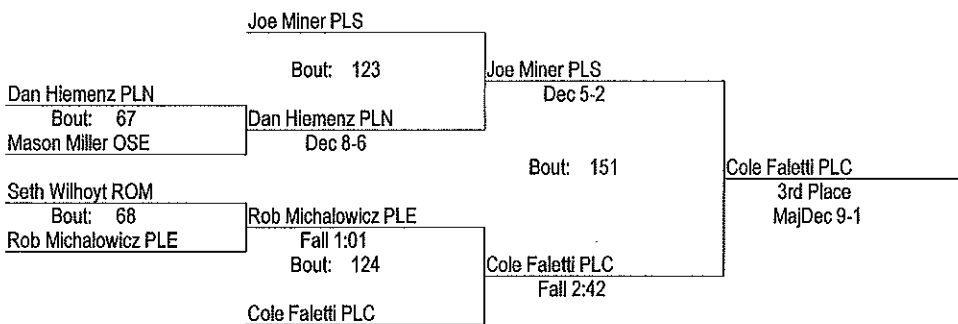 Joe Miner PLS
Bout: 123
Joe Miner PLS
Dec 5-2
Dan Hiemenz PLN
Bout: 67
Mason Miller OSE
Dan Hiemenz PLN
Dec 8-6
Bout: 151
Cole Faletti PLC
3rd Place
MajDec 9-1
Seth Wilhoyt ROM
Bout: 68
Rob Michalowicz PLE
Rob Michalowicz PLE
Fall 1:01
Bout: 124
Cole Faletti PLC
Fall 2:42
Cole Faletti PLC